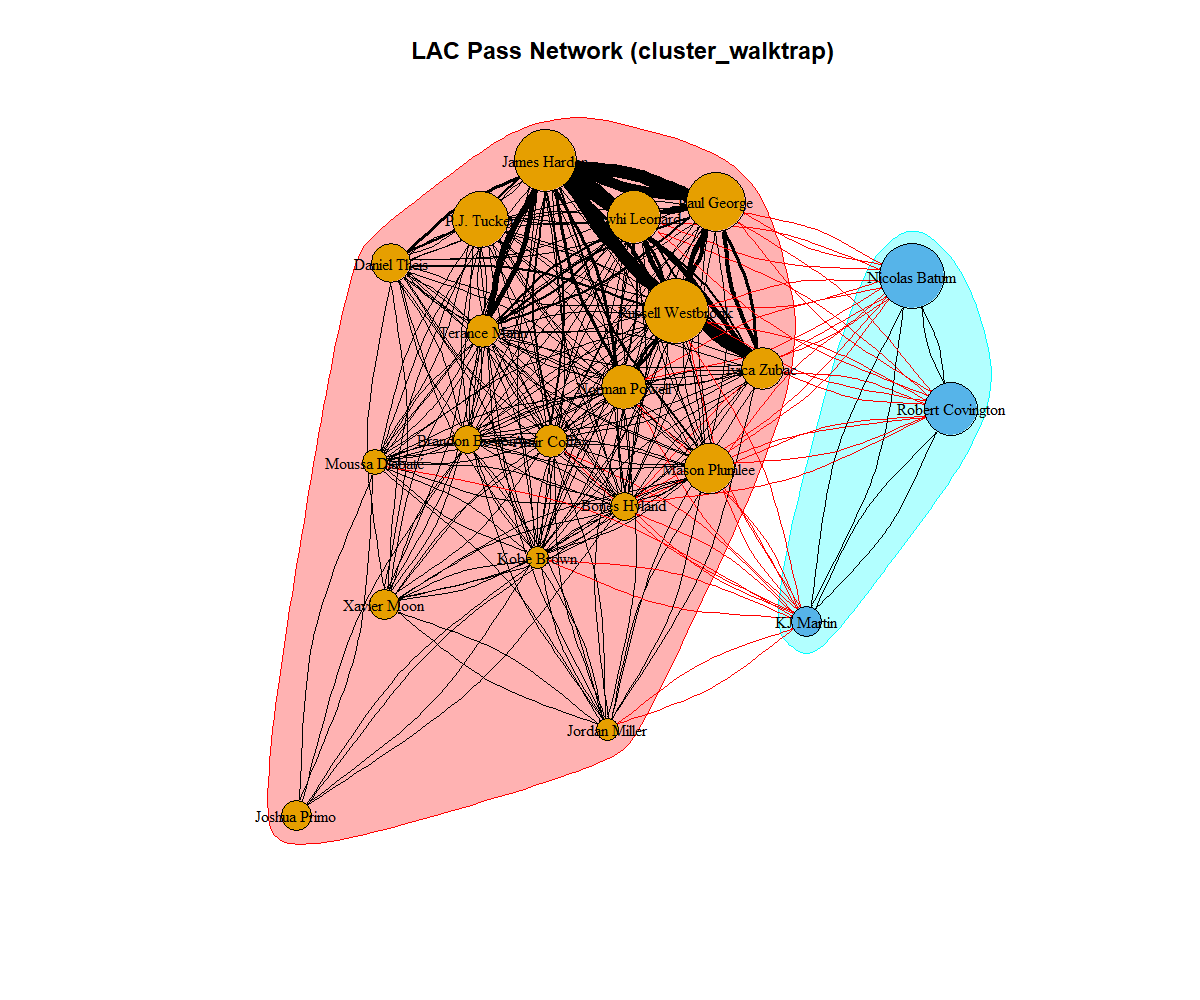 LAC Pass Network (cluster_walktrap)
James Harden
Paul George
P.J. Tucker
Kawhi Leonard
Daniel Theis
Nicolas Batum
Russell Westbrook
Terance Mann
Ivica Zubac
Norman Powell
Robert Covington
Brandon
Amir Coffey
Moussa Diabate
Mason Plumlee
Bones Hyland
Kobe Brown
Xavier Moon
KJ Martin
Jordan Miller
Joshua Primo